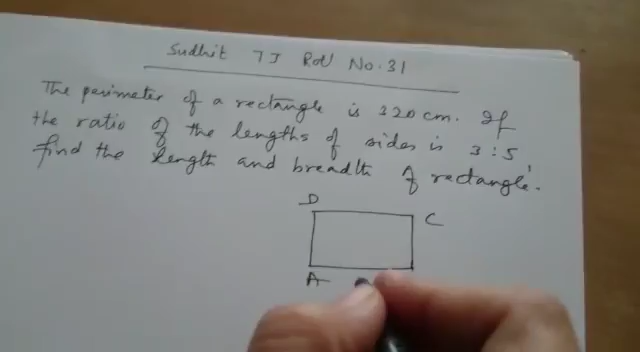 Sudhit 7J Roll No. 31
The perimeter of a rectangle is 320 cm. If
the ratio of the lengths of sides is 3:5
find the length and breadth of rectangle.
D
C
A